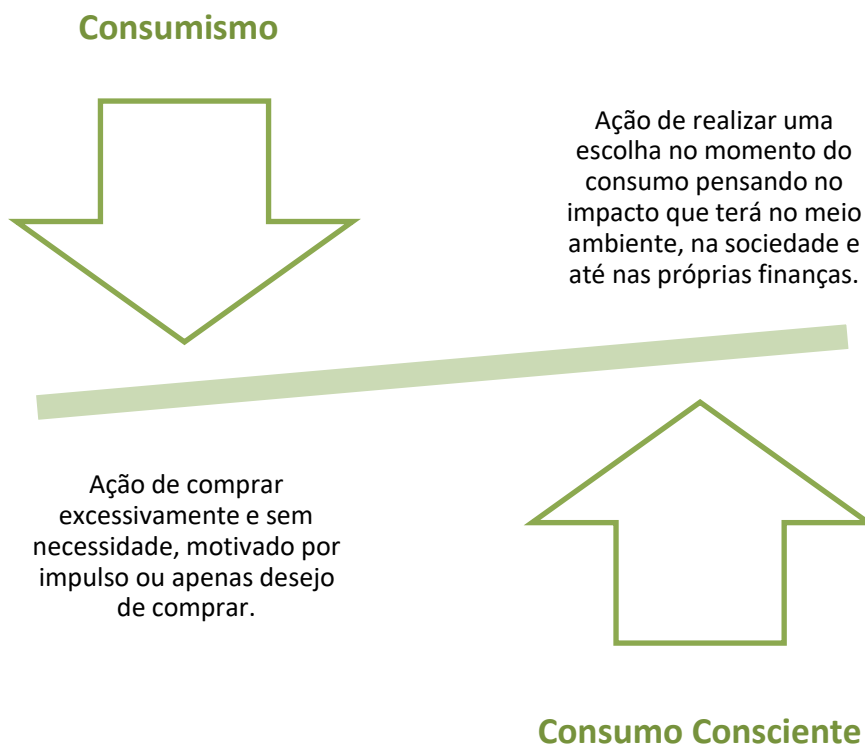 Consumismo
Ação de realizar uma
escolha no momento do
consumo pensando no
impacto que terá no meio
ambiente, na sociedade e
até nas próprias finanças.
Ação de comprar
excessivamente e sem
necessidade, motivado por
impulso ou apenas desejo
de comprar.
Consumo Consciente